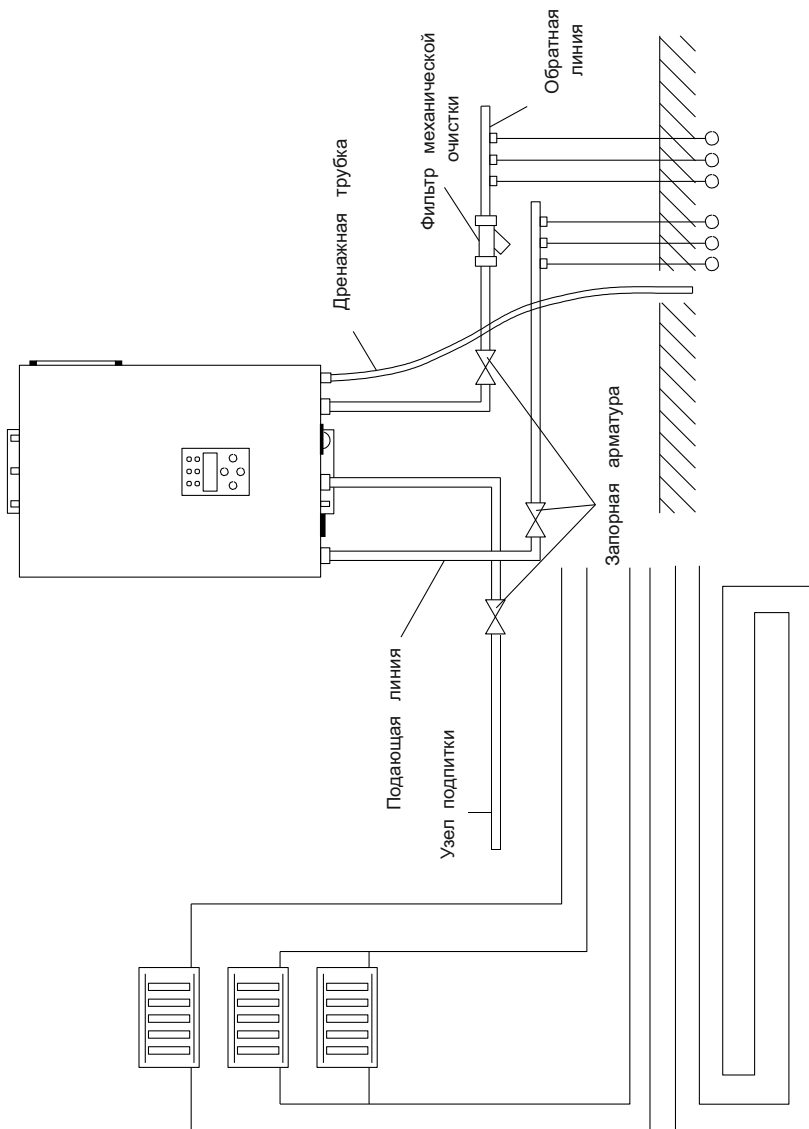 Подающая линия
Узел подпитки
Дренажная трубка
Запорная арматура
Фильтр механической
очистки
Обратная
линия